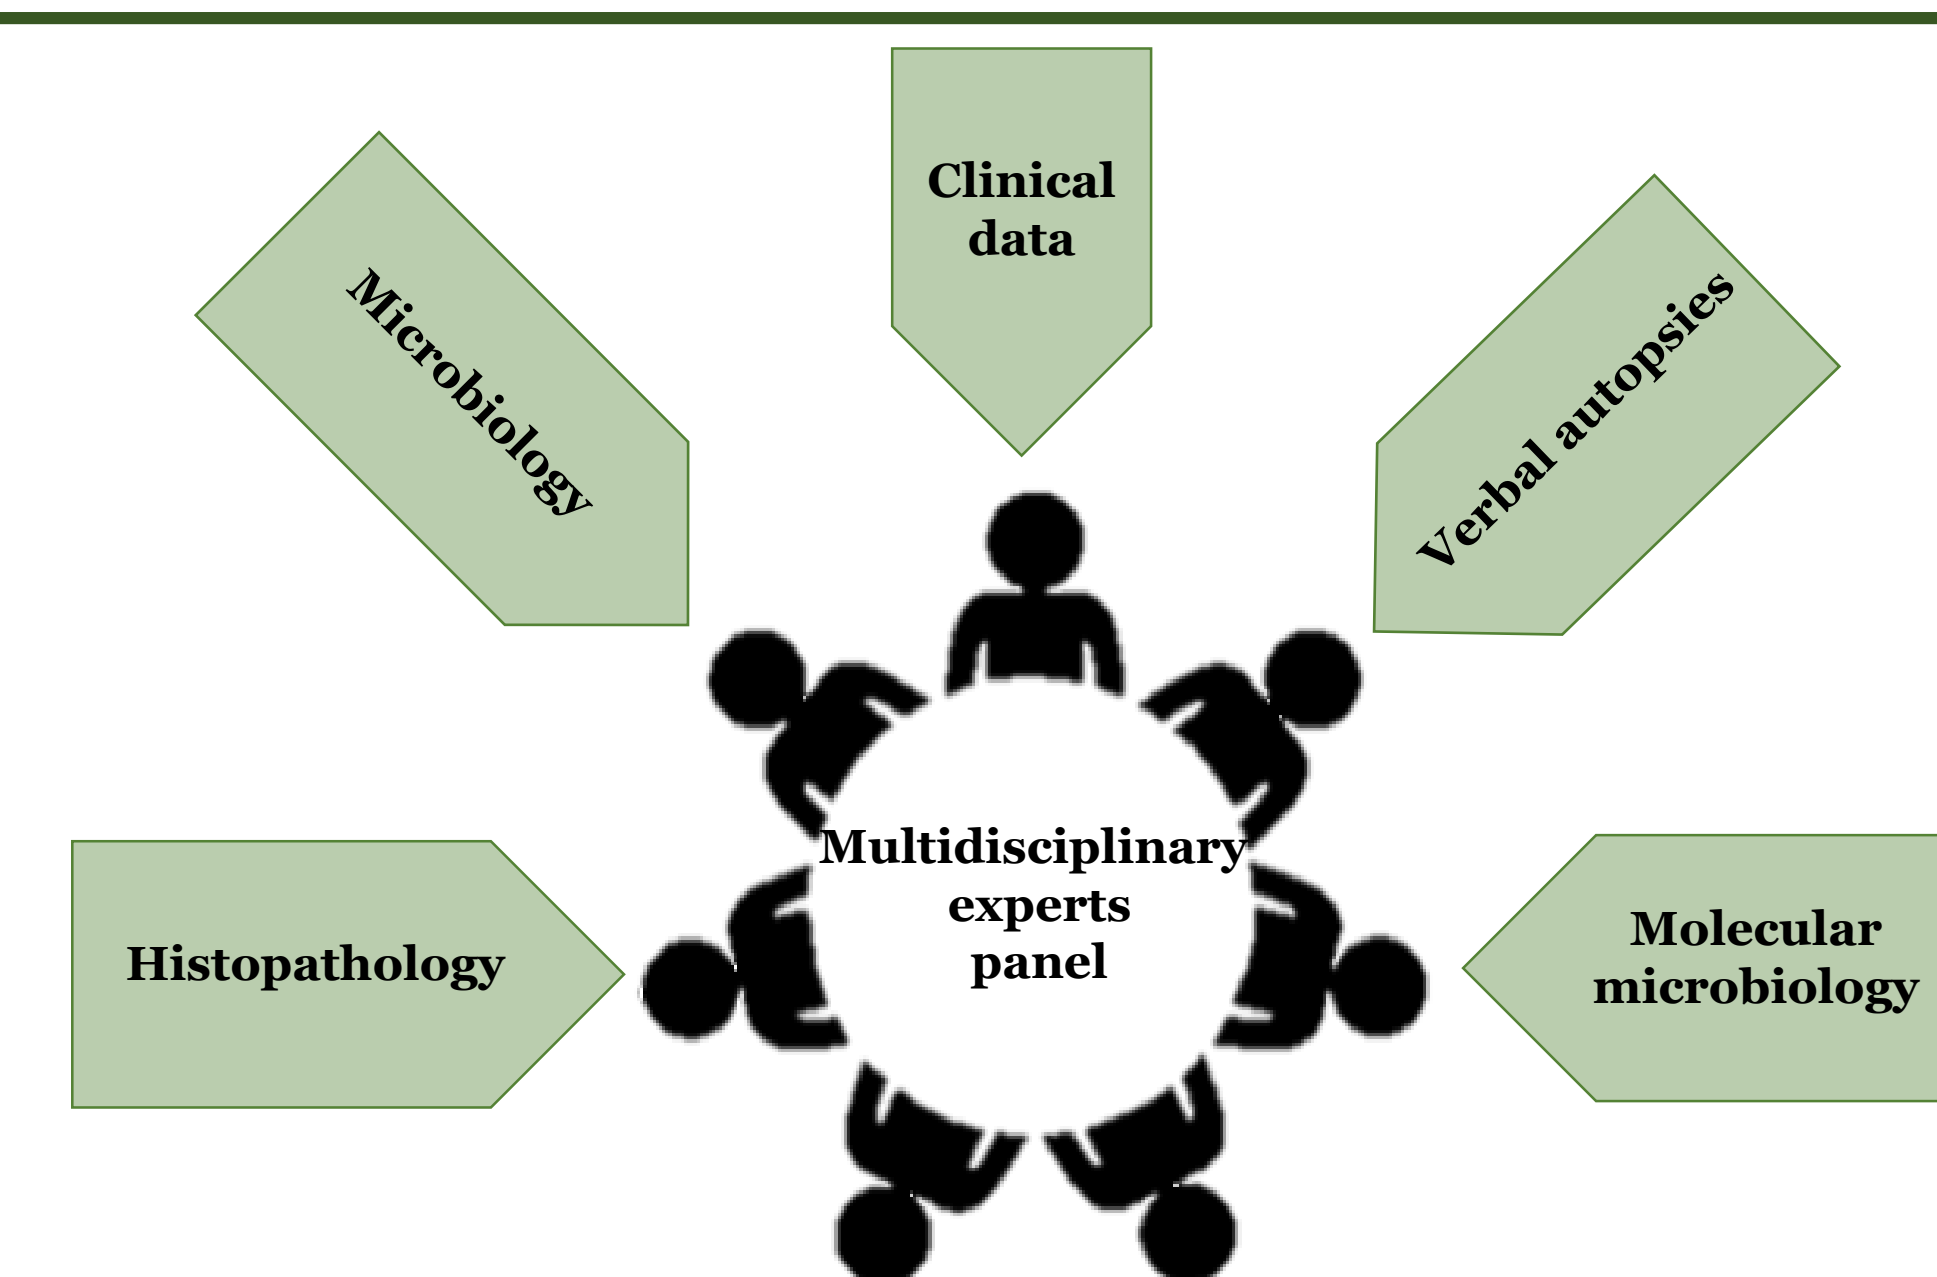 Clinical
data
Microbiology
Verbal autopsies
Multidisciplinary
experts
panel
Histopathology
Molecular
microbiology